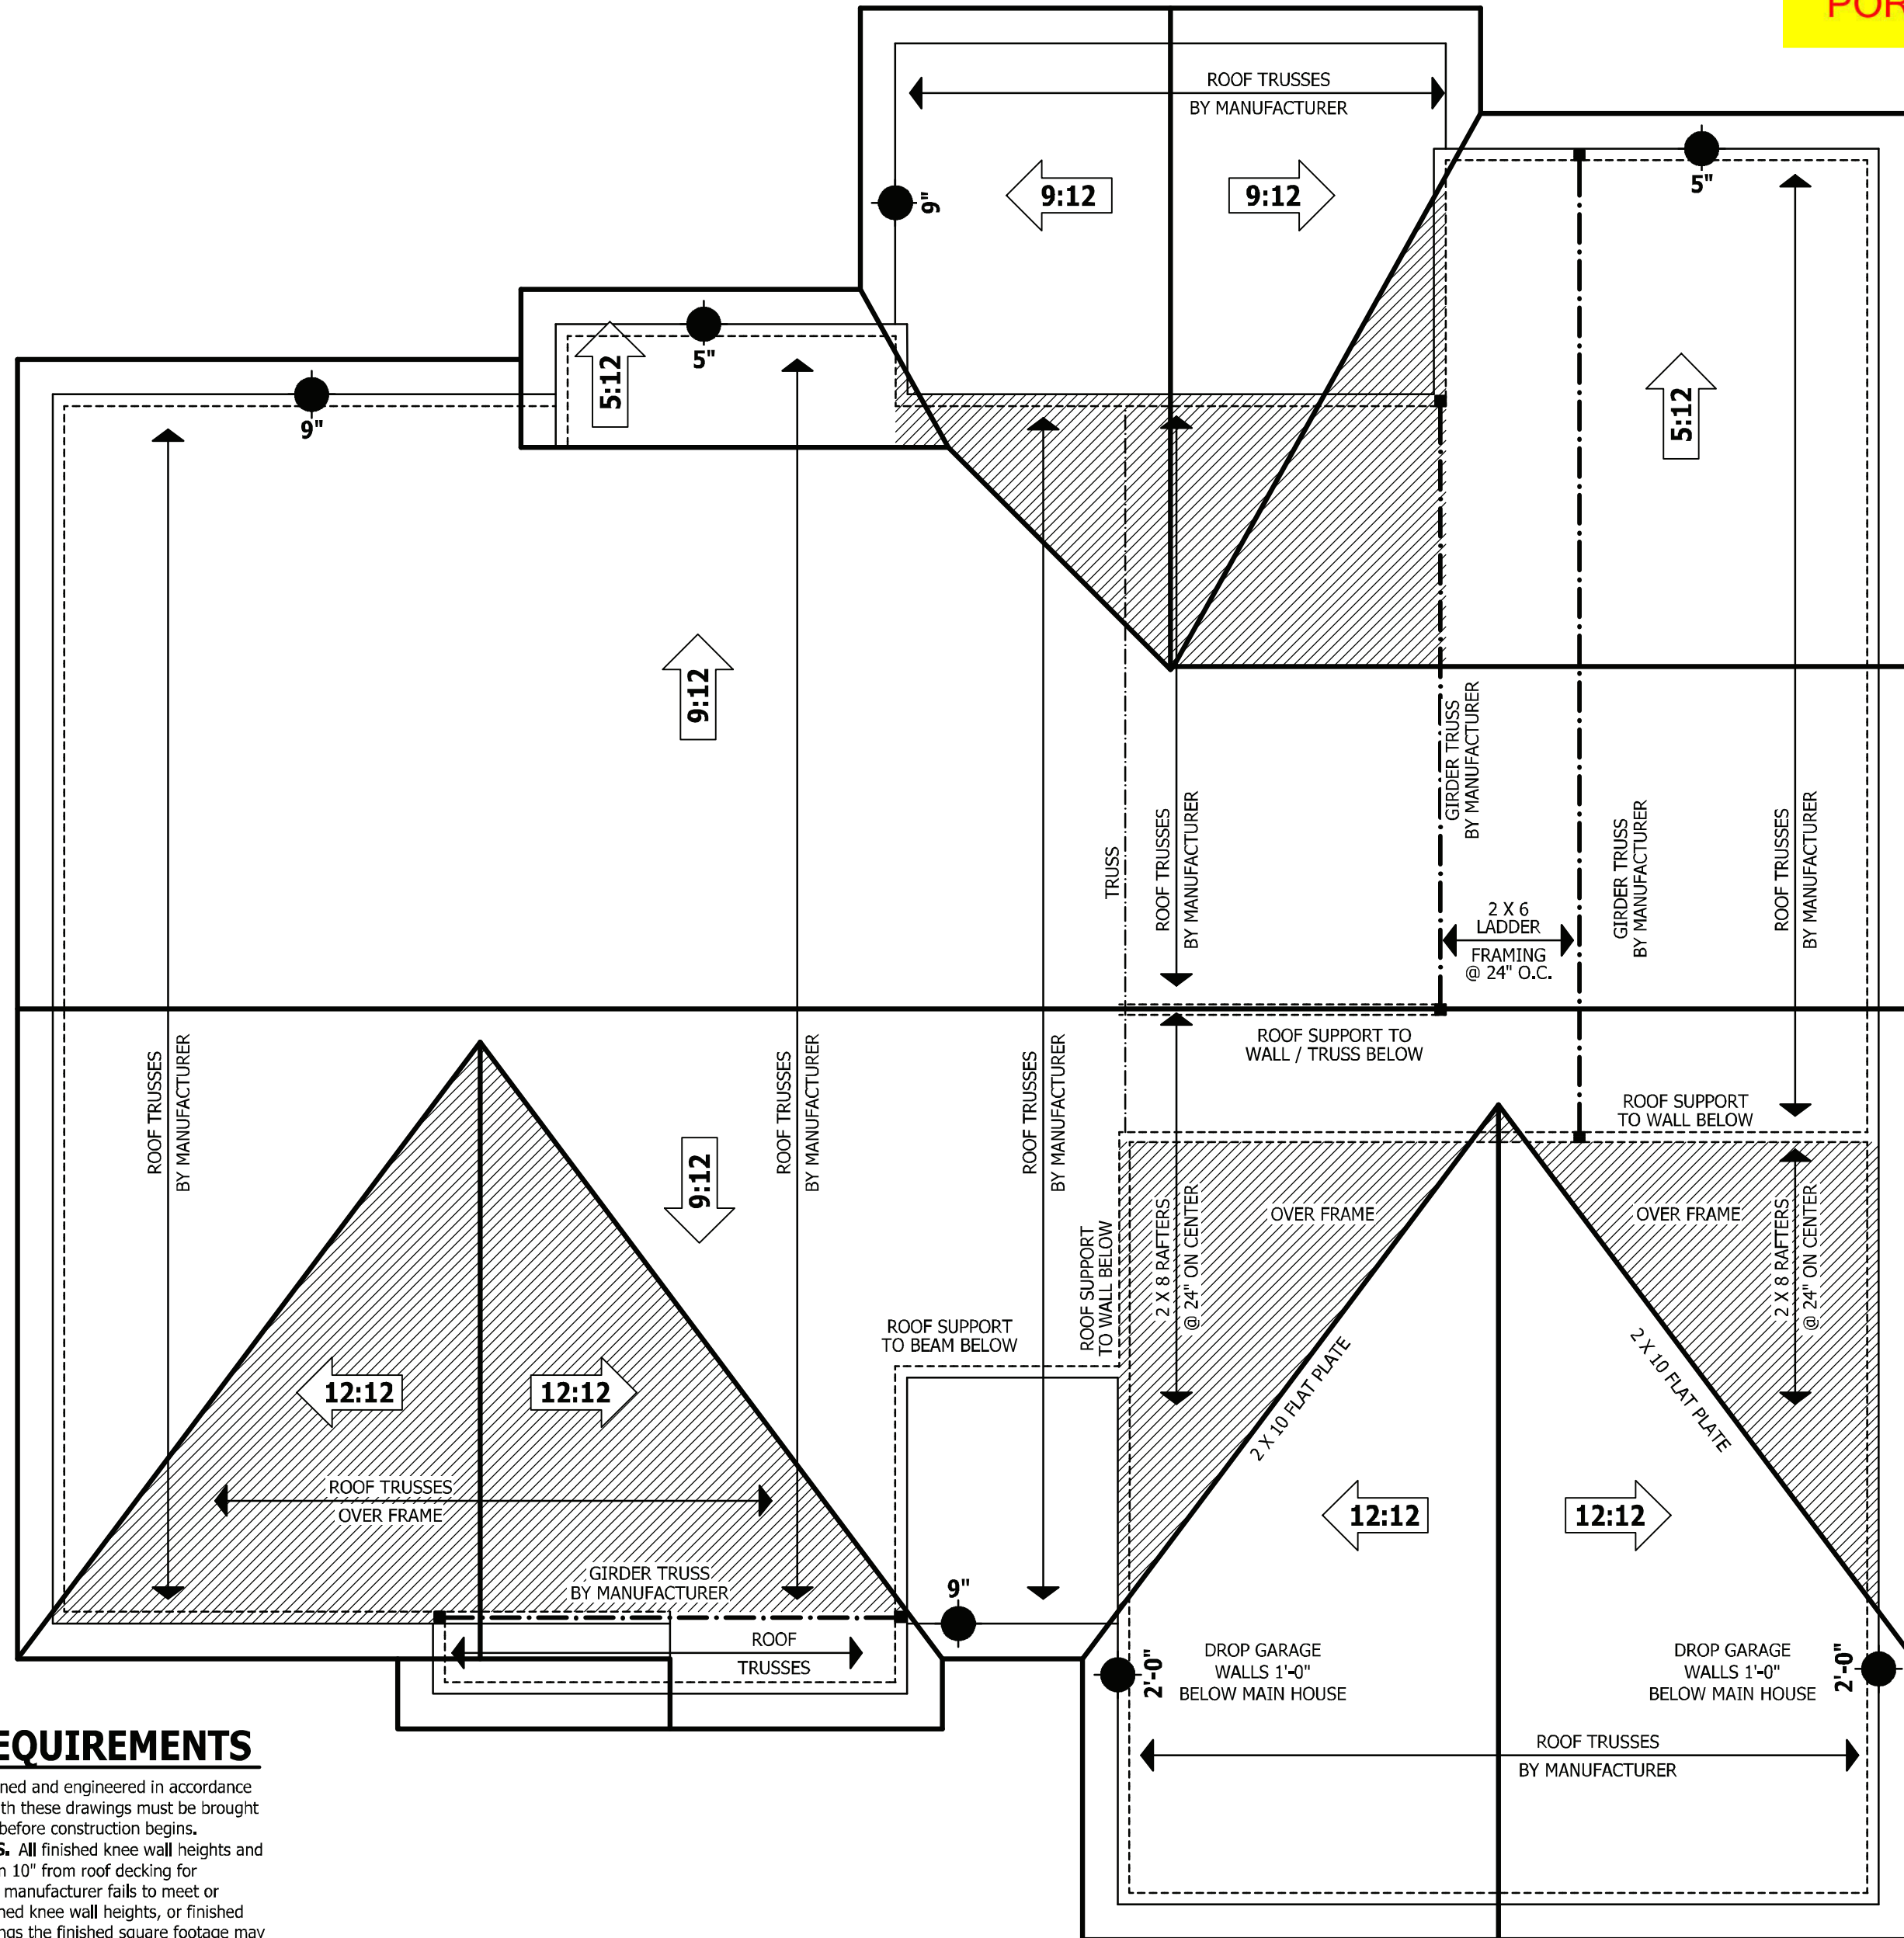 POR
ROOF TRUSSES
BY MANUFACTURER
9:12
9:12
9"
5"
5"
5:12
9"
5:12
9:12
GIRDER TRUSS
BY MANUFACTURER
TRUSS
ROOF TRUSSES
BY MANUFACTURER
GIRDER TRUSS
BY MANUFACTURER
ROOF TRUSSES
BY MANUFACTURER
2 X 6
LADDER
FRAMING
@ 24" O.C.
ROOF TRUSSES
BY MANUFACTURER
ROOF TRUSSES
BY MANUFACTURER
ROOF TRUSSES
BY MANUFACTURER
ROOF SUPPORT TO
WALL / TRUSS BELOW
ROOF SUPPORT
TO WALL BELOW
9:12
ROOF SUPPORT
TO WALL BELOW
2 X 8 RAFTERS
@ 24" ON CENTER
OVER FRAME
OVER FRAME
2 X 8 RAFTERS
@ 24" ON CENTER
ROOF SUPPORT
TO BEAM BELOW
2 X 10 FLAT PLATE
2 X 10 FLAT PLATE
12:12
12:12
ROOF TRUSSES
OVER FRAME
12:12
12:12
GIRDER TRUSS
BY MANUFACTURER
9"
ROOF
TRUSSES
2'-0"
DROP GARAGE
WALLS 1'-0"
BELOW MAIN HOUSE
DROP GARAGE
WALLS 1'-0"
BELOW MAIN HOUSE
2'-0"
ROOF TRUSSES
BY MANUFACTURER
EQUIREMENTS
ned and engineered in accordance
th these drawings must be brought
before construction begins.
S. All finished knee wall heights and
n 10" from roof decking for
manufacturer fails to meet or
ned knee wall heights, or finished
ngs the finished square footage may